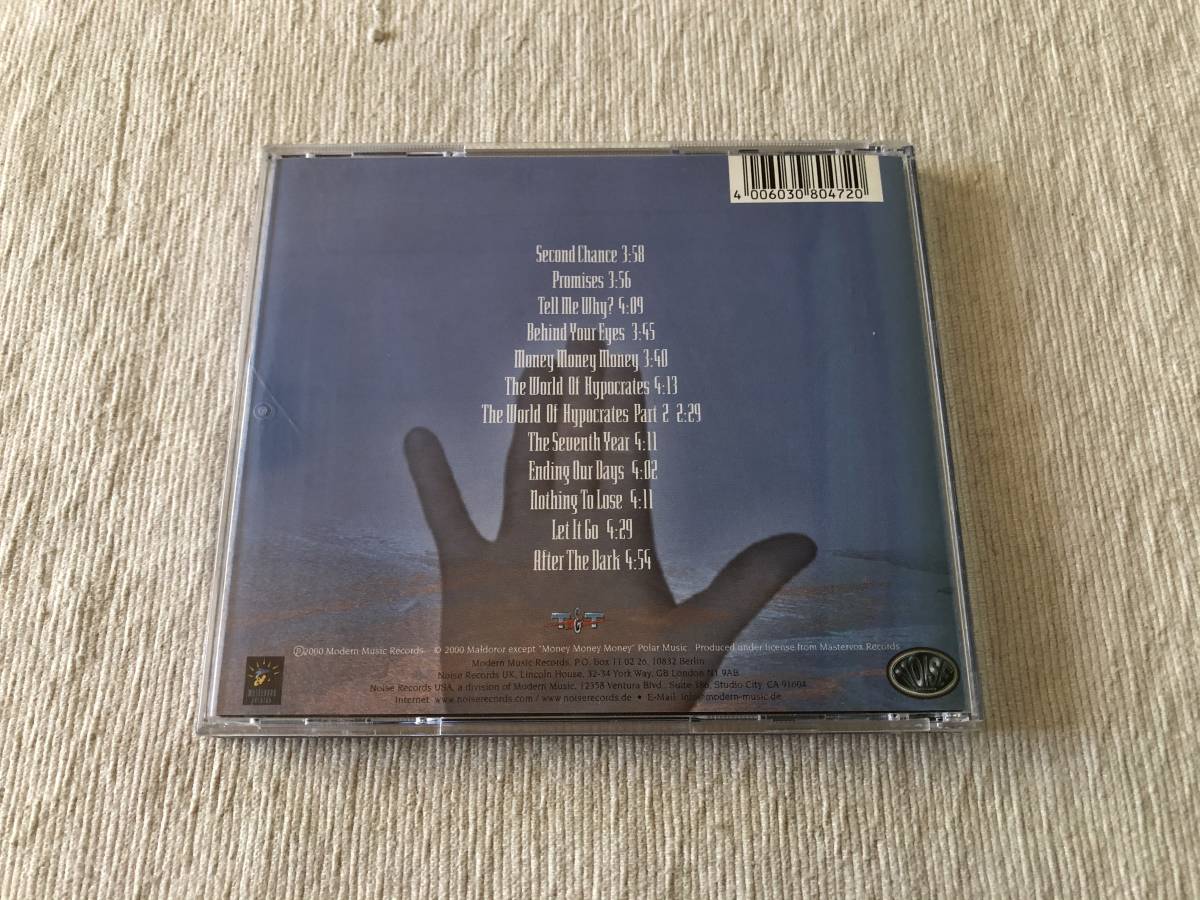 4 006030 804720
Second Chance 3:58
Promises 3:56
Tell Me Why? 4:09
Behind Your Eyes 3:45
Money Money Money 3:40
The World Of Hypocrates 4:13
The World Of Hypocrates Part 2 2:29
The Seventh Year 4:11
Ending Our Days 4:02
Nothing To Lose 4:11
Let It Go 4:29
After The Dark 4:54
T&T
℗2000 Modern Music Records. © 2000 Maldoror except "Money Money Money" Polar Music. Produced under license from Mastervox Records
Modern Music Records, P.O. box 11 02 26, 10832 Berlin
Noise Records UK, Lincoln House, 32-34 York Way, GB London N1 9AB
Noise Records USA, a division of Modern Music, 12358 Ventura Blvd., Suite 386, Studio City, CA 91604
Internet: www.noiserecords.com / www.noiserecords.de • E-Mail: info@modern-music.de
MASTERVOX
RECORDS
NOISE